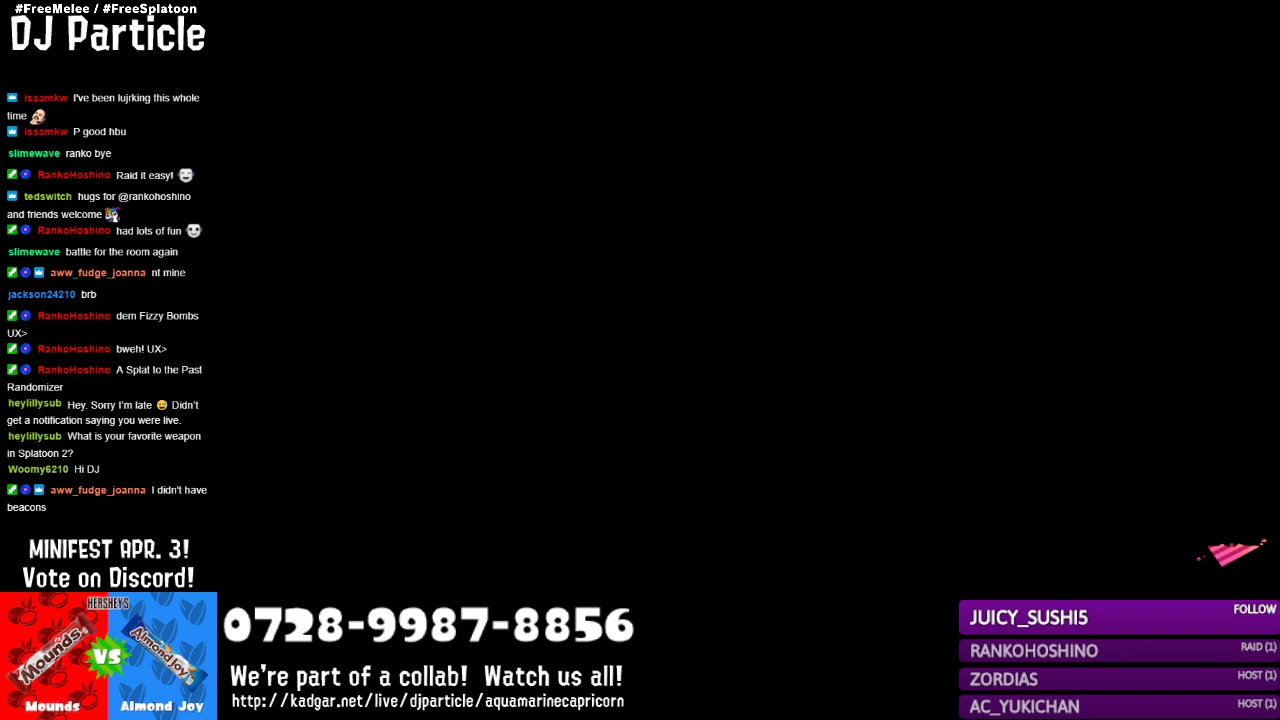 #FreeMelee / #FreeSplatoon
DJ Particle
issamkw I've been lujrking this whole
time
issamkw P good hbu
slimewave ranko bye
RankoHoshino Raid it easy!
tedswitch hugs for @rankohoshino
and friends welcome
RankoHoshino had lots of fun
slimewave battle for the room again
aww_fudge_joanna nt mine
jackson24210 brb
RankoHoshino dem Fizzy Bombs
UX>
RankoHoshino bweh! UX>
RankoHoshino A Splat to the Past
Randomizer
heylillysub Hey. Sorry I'm late 😅 Didn't
get a notification saying you were live.
heylillysub What is your favorite weapon
in Splatoon 2?
Woomy6210 Hi DJ
aww_fudge_joanna I didn't have
beacons
MINIFEST APR. 3!
Vote on Discord!
HERSHEY'S
Mounds
VS
Almond Joy
Mounds
Almond Joy
0728-9987-8856
We're part of a collab! Watch us all!
http://kadgar.net/live/djparticle/aquamarinecapricorn
JUICY_SUSHI5 FOLLOW
RANKOHOSHINO RAID (1)
ZORDIAS HOST (1)
AC_YUKICHAN HOST (1)